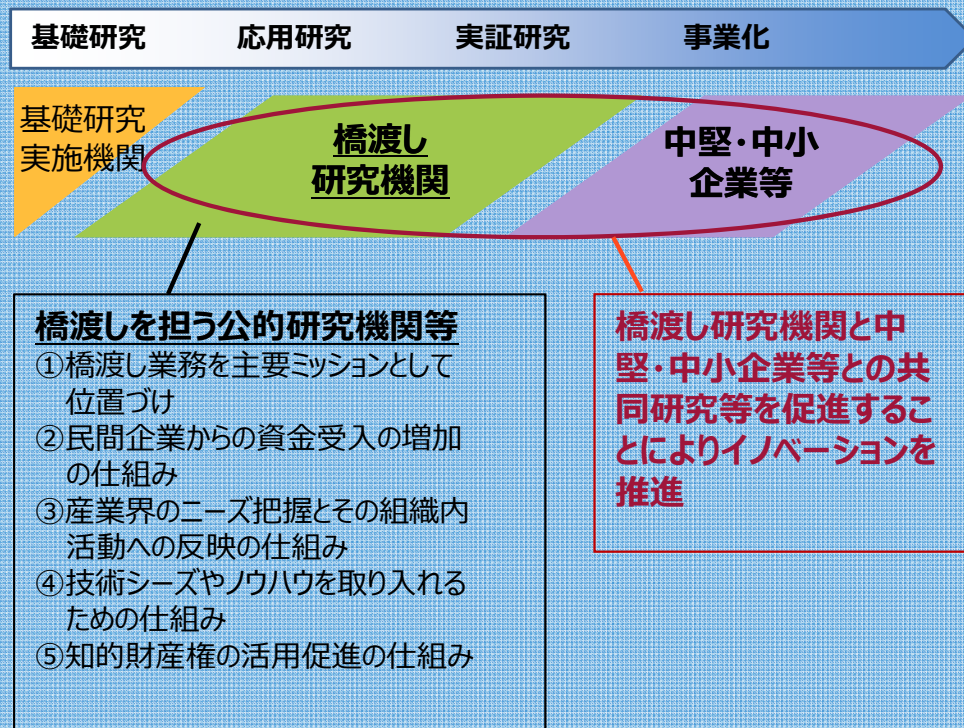 基礎研究 応用研究 実証研究 事業化
基礎研究
実施機関
橋渡し
研究機関
中堅・中小
企業等
橋渡しを担う公的研究機関等
①橋渡し業務を主要ミッションとして
位置づけ
②民間企業からの資金受入の増加
の仕組み
③産業界のニーズ把握とその組織内
活動への反映の仕組み
④技術シーズやノウハウを取り入れる
ための仕組み
⑤知的財産権の活用促進の仕組み
橋渡し研究機関と中
堅・中小企業等との共
同研究等を促進するこ
とによりイノベーションを
推進